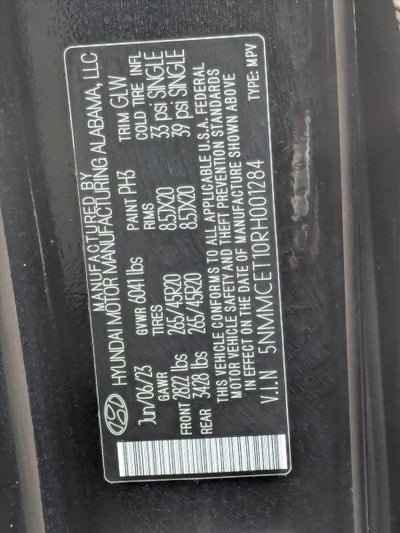 MANUFACTURED BY
HYUNDAI MOTOR MANUFACTURING ALABAMA, LLC
Jun/06/23 PAINT PH3 TRIM GLW
GVWR 6041 lbs
GAWR TIRES RIMS COLD TIRE INFL
FRONT 2822 lbs 265/45R20 8.5JX20 33 psi SINGLE
REAR 3428 lbs 265/45R20 8.5JX20 39 psi SINGLE
THIS VEHICLE CONFORMS TO ALL APPLICABLE U.S.A. FEDERAL
MOTOR VEHICLE SAFETY AND THEFT PREVENTION STANDARDS
IN EFFECT ON THE DATE OF MANUFACTURE SHOWN ABOVE
V.I.N 5NMMCET10RH001284 TYPE: MPV